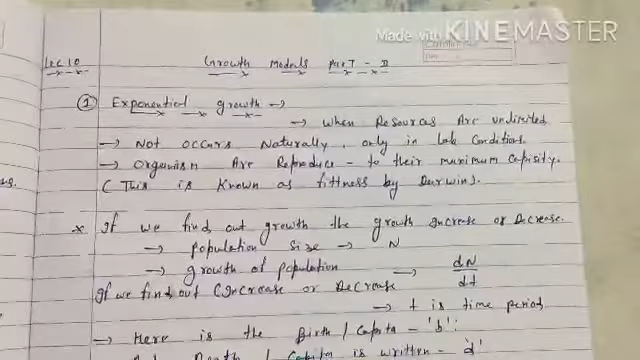 Made with KINEMASTER
Lec 10
Growth Models Part - II
① Exponential growth →
→ when Resources Are unlimited
→ Not occurs Naturally, only in Lab Conditions.
→ Organism Are Reproduce - to their maximum capisity.
( This is Known as fittness by Darwin).
* If we find out growth the growth increase or Decrease.
→ population size → N
→ growth of population → dN/dt
If we find out (Increase or Decrease
→ t is time period
→ Here is the Birth / Capita - 'b'.
Death / Capita is written - 'd'